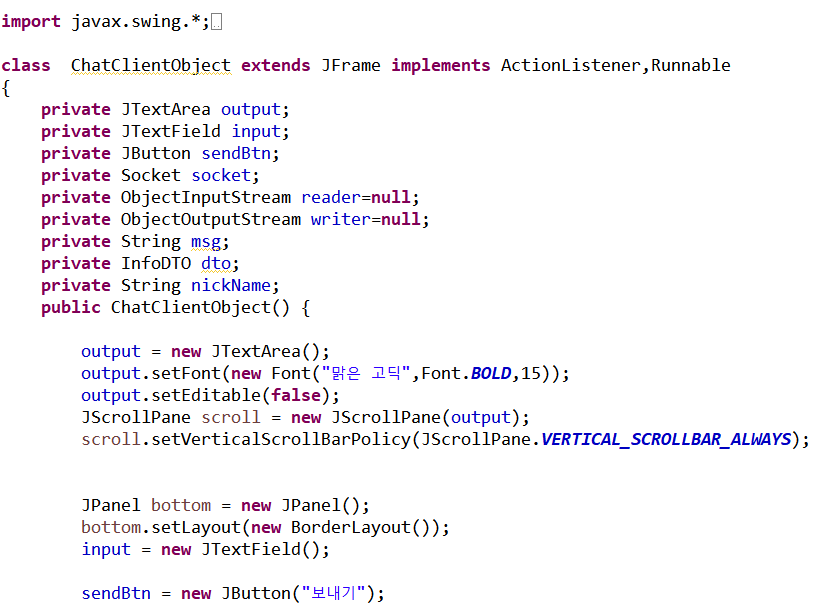 import javax.swing.*;
class  ChatClientObject extends JFrame implements ActionListener,Runnable
{
    private JTextArea output;
    private JTextField input;
    private JButton sendBtn;
    private Socket socket;
    private ObjectInputStream reader=null;
    private ObjectOutputStream writer=null;
    private String msg;
    private InfoDTO dto;
    private String nickName;
    public ChatClientObject() {
        output = new JTextArea();
        output.setFont(new Font("맑은 고딕",Font.BOLD,15));
        output.setEditable(false);
        JScrollPane scroll = new JScrollPane(output);
        scroll.setVerticalScrollBarPolicy(JScrollPane.VERTICAL_SCROLLBAR_ALWAYS);
        JPanel bottom = new JPanel();
        bottom.setLayout(new BorderLayout());
        input = new JTextField();
        sendBtn = new JButton("보내기");